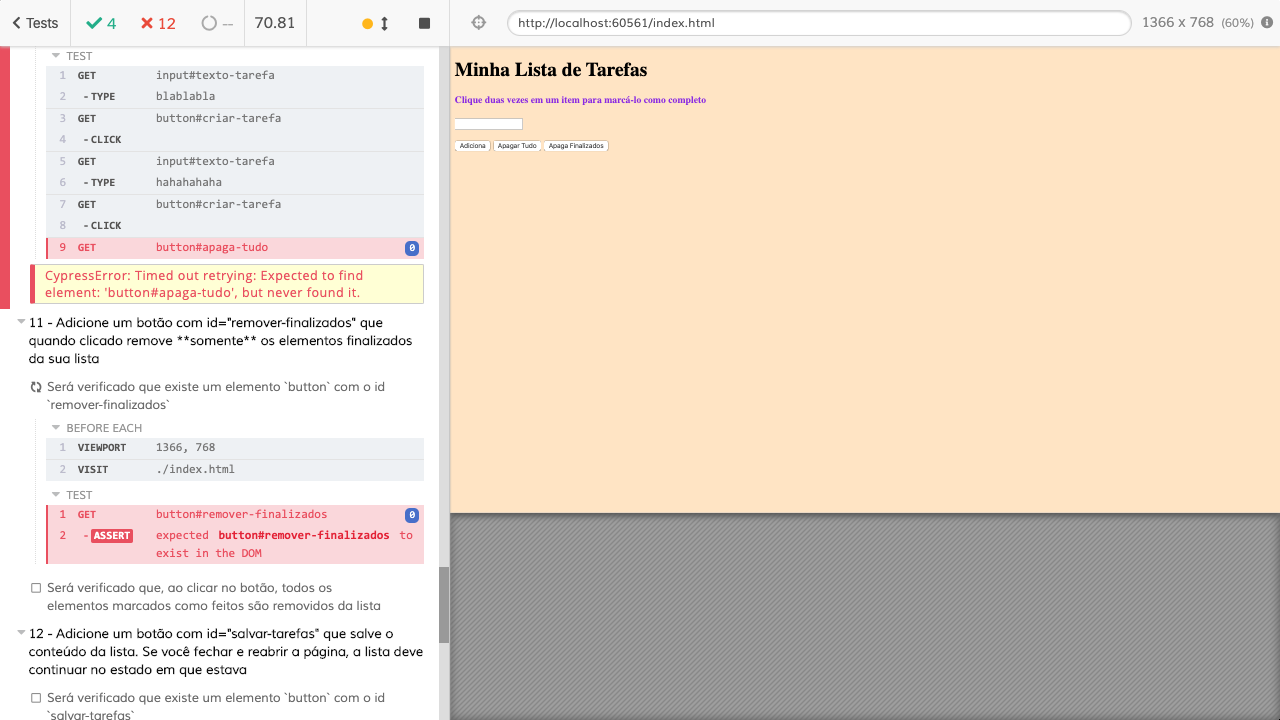 Tests 4 12 -- 70.81 http://localhost:60561/index.html 1366 x 768 (60%)
TEST
1 GET input#texto-tarefa
2 - TYPE blablabla
3 GET button#criar-tarefa
4 - CLICK
5 GET input#texto-tarefa
6 - TYPE hahahahaha
7 GET button#criar-tarefa
8 - CLICK
9 GET button#apaga-tudo 0
CypressError: Timed out retrying: Expected to find
element: 'button#apaga-tudo', but never found it.
11 - Adicione um botão com id="remover-finalizados" que
quando clicado remove **somente** os elementos finalizados
da sua lista
Será verificado que existe um elemento `button` com o id
`remover-finalizados`
BEFORE EACH
1 VIEWPORT 1366, 768
2 VISIT ./index.html
TEST
1 GET button#remover-finalizados 0
2 - ASSERT expected button#remover-finalizados to
exist in the DOM
Será verificado que, ao clicar no botão, todos os
elementos marcados como feitos são removidos da lista
12 - Adicione um botão com id="salvar-tarefas" que salve o
conteúdo da lista. Se você fechar e reabrir a página, a lista deve
continuar no estado em que estava
Será verificado que existe um elemento `button` com o id
`salvar-tarefas`
Minha Lista de Tarefas
Clique duas vezes em um item para marcá-lo como completo
Adiciona Apagar Tudo Apaga Finalizados